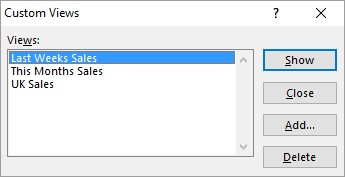 Custom Views
?
Views:
Last Weeks Sales
This Months Sales
UK Sales
Show
Close
Add...
Delete